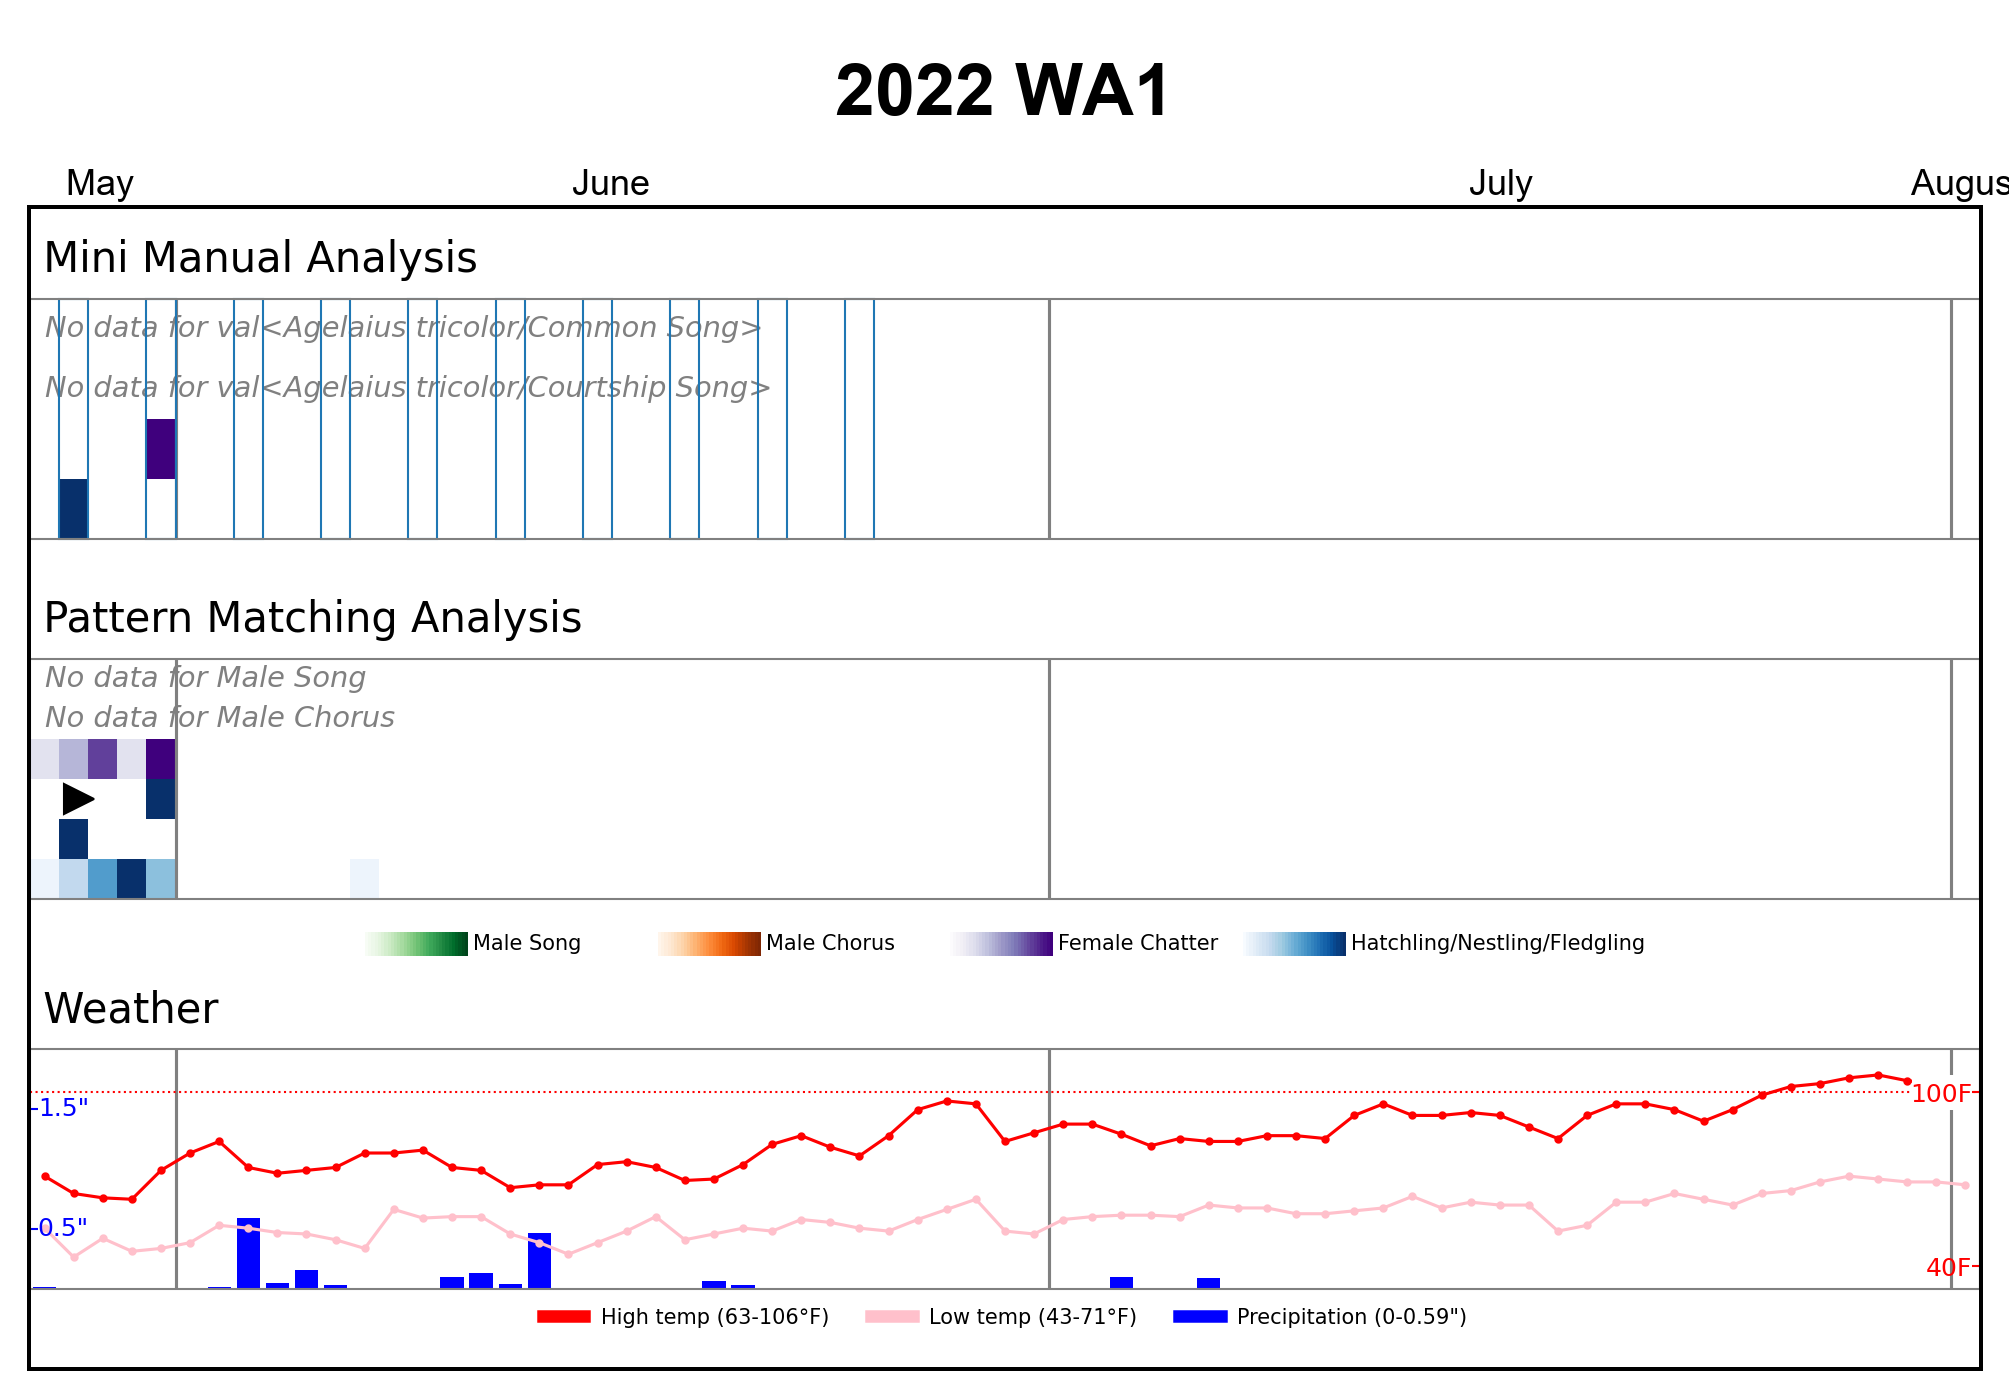 2022 WA1
May June July Augus
Mini Manual Analysis
No data for val<Agelaius tricolor/Common Song>
No data for val<Agelaius tricolor/Courtship Song>
Pattern Matching Analysis
No data for Male Song
No data for Male Chorus
Male Song Male Chorus Female Chatter Hatchling/Nestling/Fledgling
Weather
100F
1.5"
0.5"
40F
High temp (63-106°F) Low temp (43-71°F) Precipitation (0-0.59")